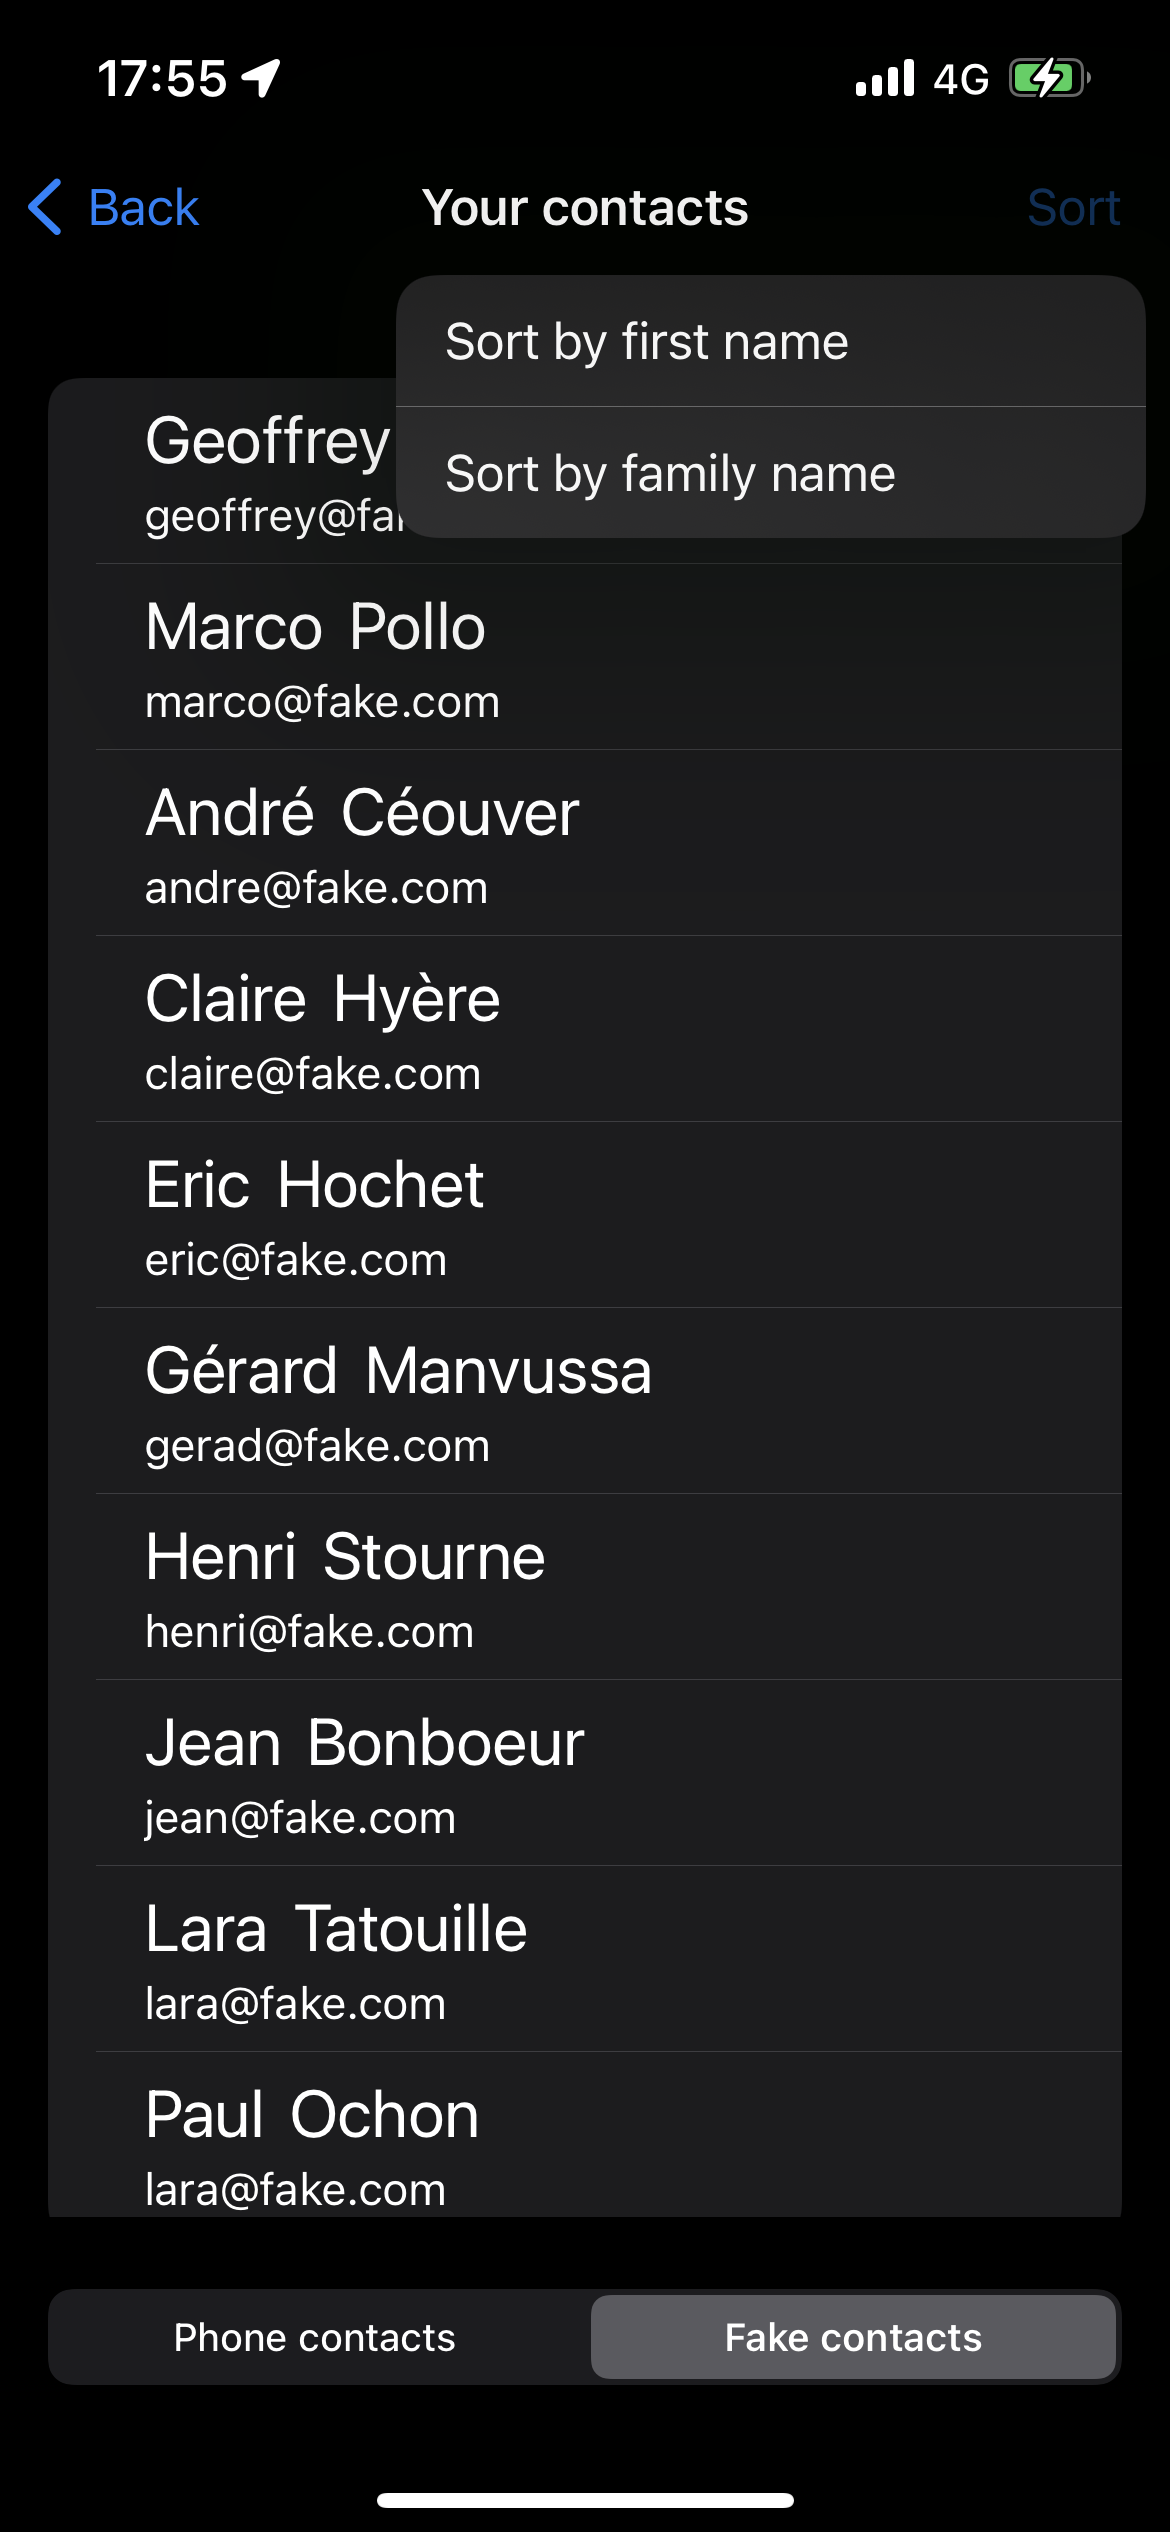 17:55 4G
Back Your contacts Sort
Sort by first name
Sort by family name
Geoffrey
Marco Pollo
marco@fake.com
André Céouver
andre@fake.com
Claire Hyère
claire@fake.com
Eric Hochet
eric@fake.com
Gérard Manvussa
gerad@fake.com
Henri Stourne
henri@fake.com
Jean Bonboeur
jean@fake.com
Lara Tatouille
lara@fake.com
Paul Ochon
lara@fake.com
Phone contacts Fake contacts